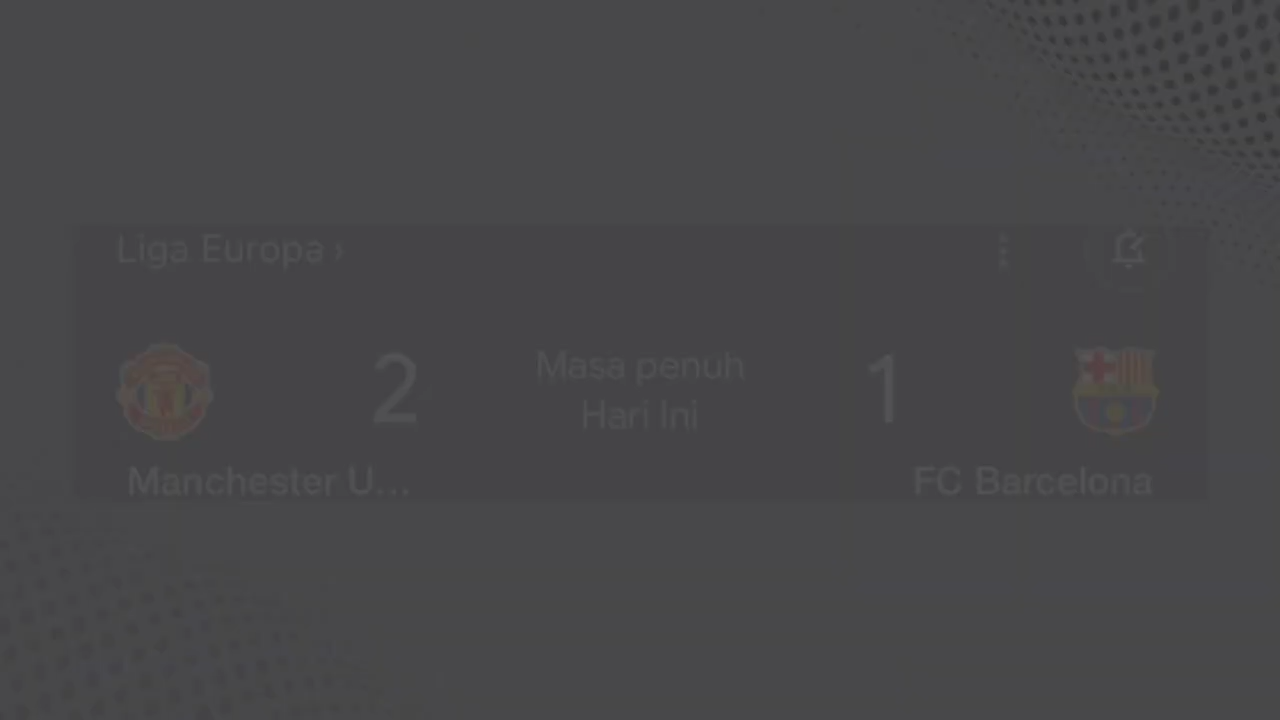 Liga Europa ›
2 Masa penuh 1
Hari Ini
Manchester U... FC Barcelona